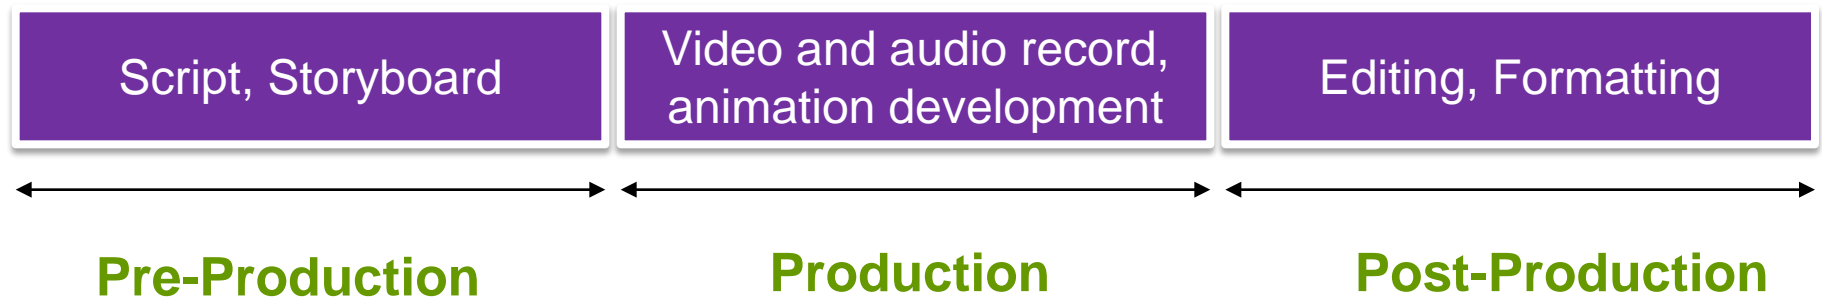 Script, Storyboard
Video and audio record,
animation development
Editing, Formatting
Pre-Production
Production
Post-Production